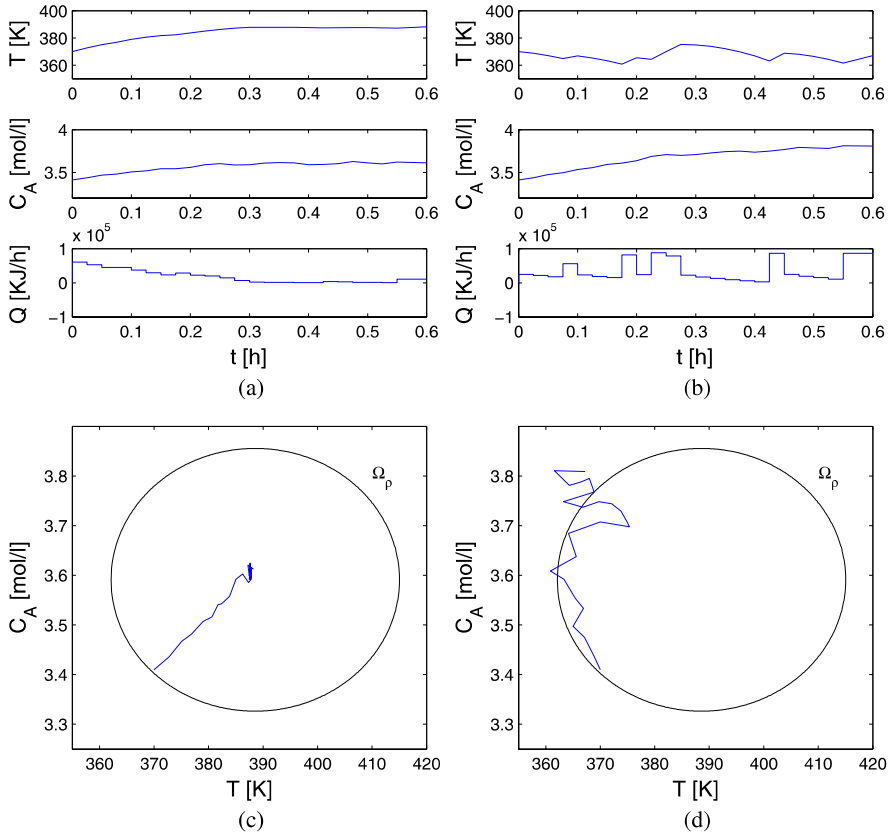 400
T [K]
360
0 0.1 0.2 0.3 0.4 0.5 0.6
4
C_A [mol/l]
3.5
0 0.1 0.2 0.3 0.4 0.5 0.6
x 10^5
1
Q [KJ/h]
0
−1
0 0.1 0.2 0.3 0.4 0.5 0.6
t [h]
(a)
400
T [K]
360
0 0.1 0.2 0.3 0.4 0.5 0.6
4
C_A [mol/l]
3.5
0 0.1 0.2 0.3 0.4 0.5 0.6
x 10^5
1
Q [KJ/h]
0
−1
0 0.1 0.2 0.3 0.4 0.5 0.6
t [h]
(b)
3.8
3.7
3.6
3.5
3.4
3.3
C_A [mol/l]
Ω_ρ
360 370 380 390 400 410 420
T [K]
(c)
3.8
3.7
3.6
3.5
3.4
3.3
C_A [mol/l]
Ω_ρ
360 370 380 390 400 410 420
T [K]
(d)